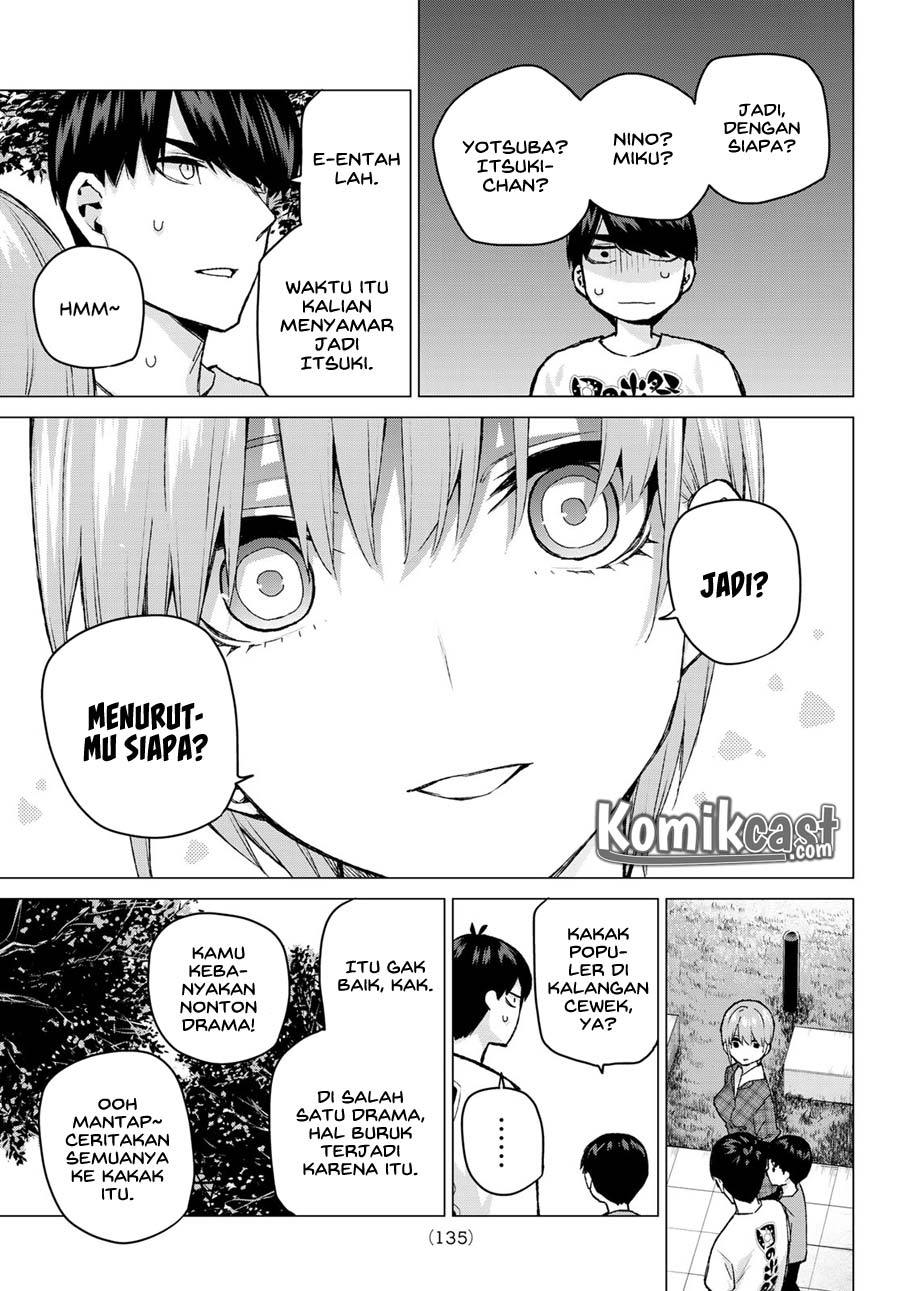 JADI,
DENGAN
SIAPA?
NINO?
MIKU?
YOTSUBA?
ITSUKI-
CHAN?
E-ENTAH
LAH.
WAKTU ITU
KALIAN
MENYAMAR
JADI
ITSUKI.
HMM~
JADI?
MENURUT-
MU SIAPA?
Komikcast
.com
KAKAK
POPU-
LER DI
KALANGAN
CEWEK,
YA?
......
ITU GAK
BAIK, KAK.
DI SALAH
SATU DRAMA,
HAL BURUK
TERJADI
KARENA ITU.
KAMU
KEBA-
NYAKAN
NONTON
DRAMA!
OOH
MANTAP~
CERITAKAN
SEMUANYA
KE KAKAK
ITU.
(135)